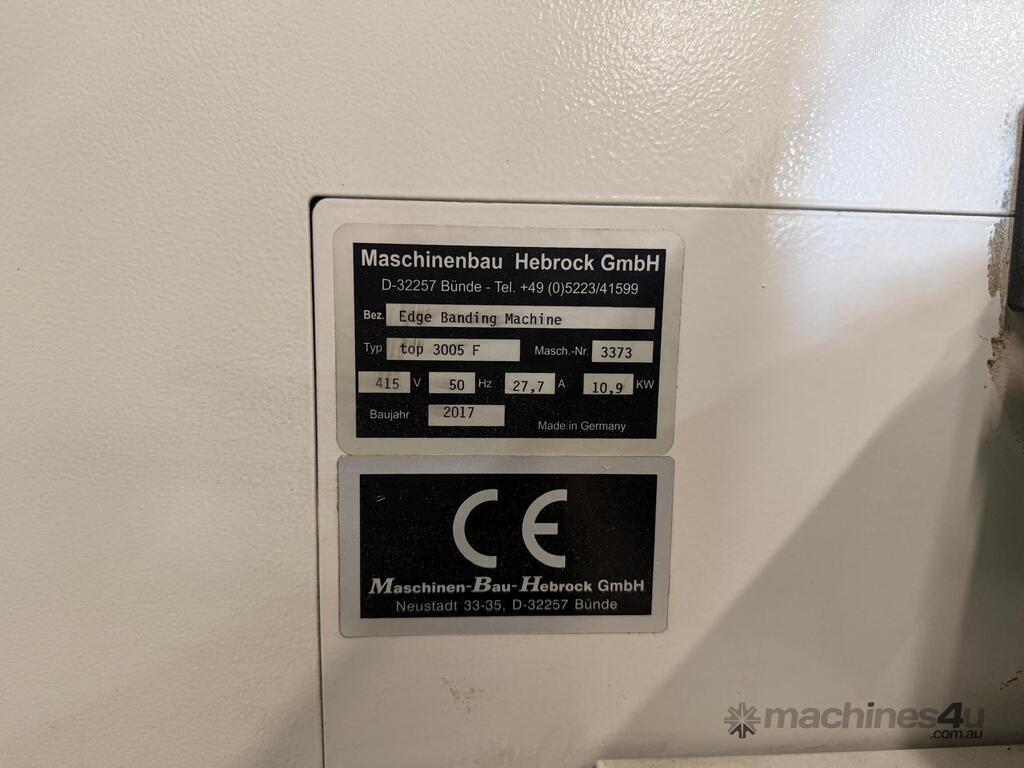 Maschinenbau Hebrock GmbH
D-32257 Bünde - Tel. +49 (0)5223/41599
Bez. Edge Banding Machine
Typ top 3005 F Masch.-Nr. 3373
415 V 50 Hz 27,7 A 10,9 KW
Baujahr 2017 Made in Germany
CE
Maschinen-Bau-Hebrock GmbH
Neustadt 33-35, D-32257 Bünde
machines4u
.com.au